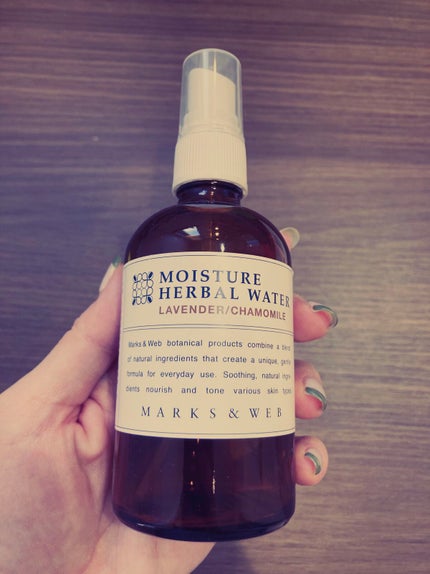 MOISTURE
HERBAL WATER
LAVENDER/CHAMOMILE
Marks & Web botanical products combine a blend
of natural ingredients that create a unique, gentle
formula for everyday use. Soothing, natural ingre-
dients nourish and tone various skin types.
MARKS & WEB